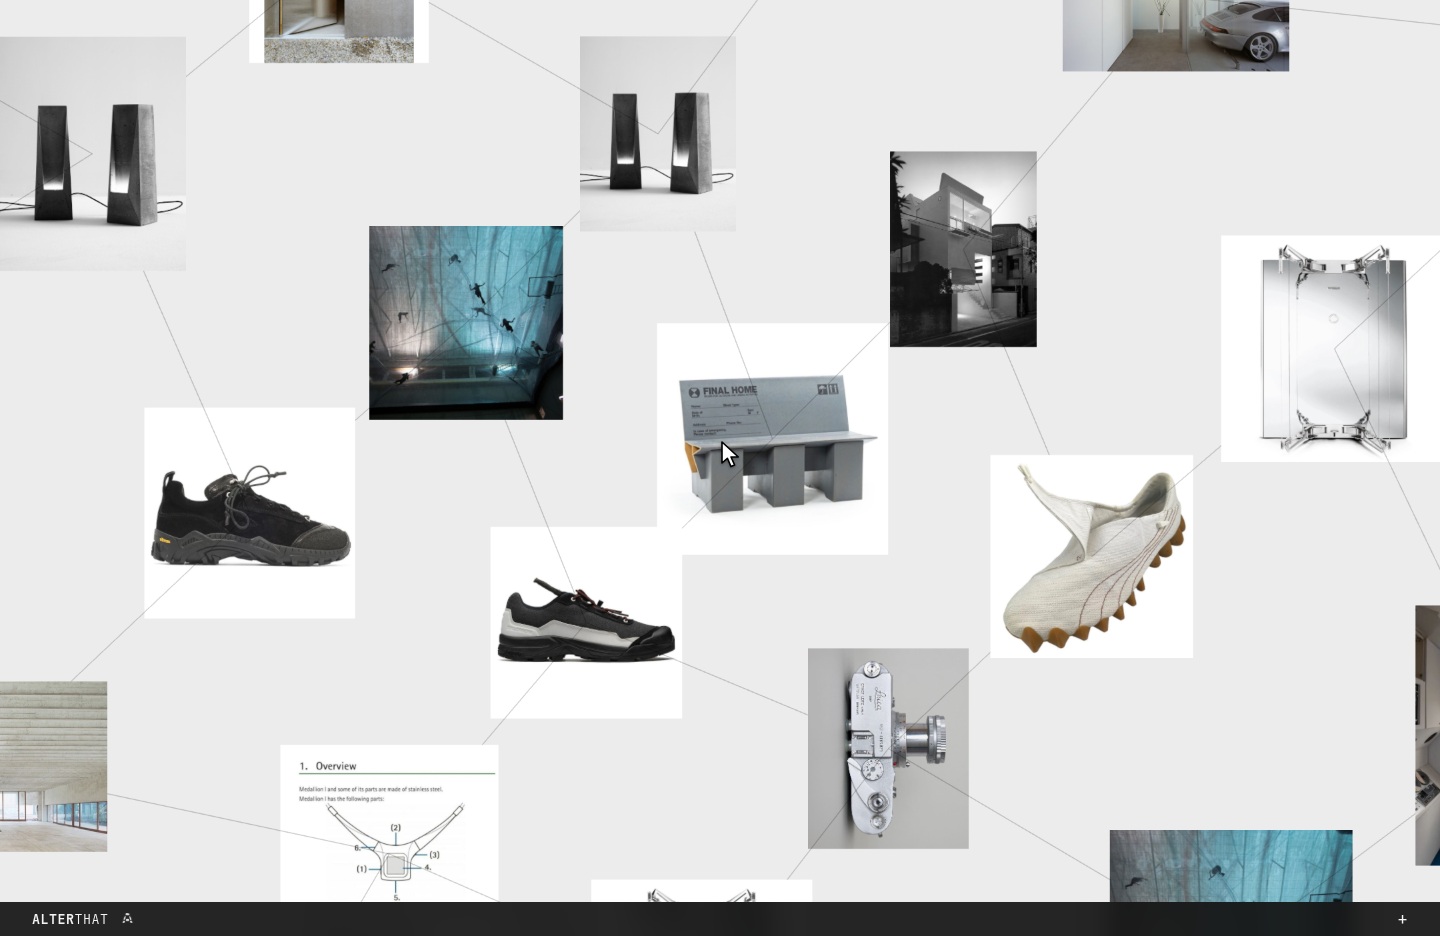 FINAL HOME
1. Overview
Medallion I and some of its parts are made of stainless steel.
Medallion I has the following parts:
(2)
6.
(3)
(1)
4.
5.
ALTERTHAT
+